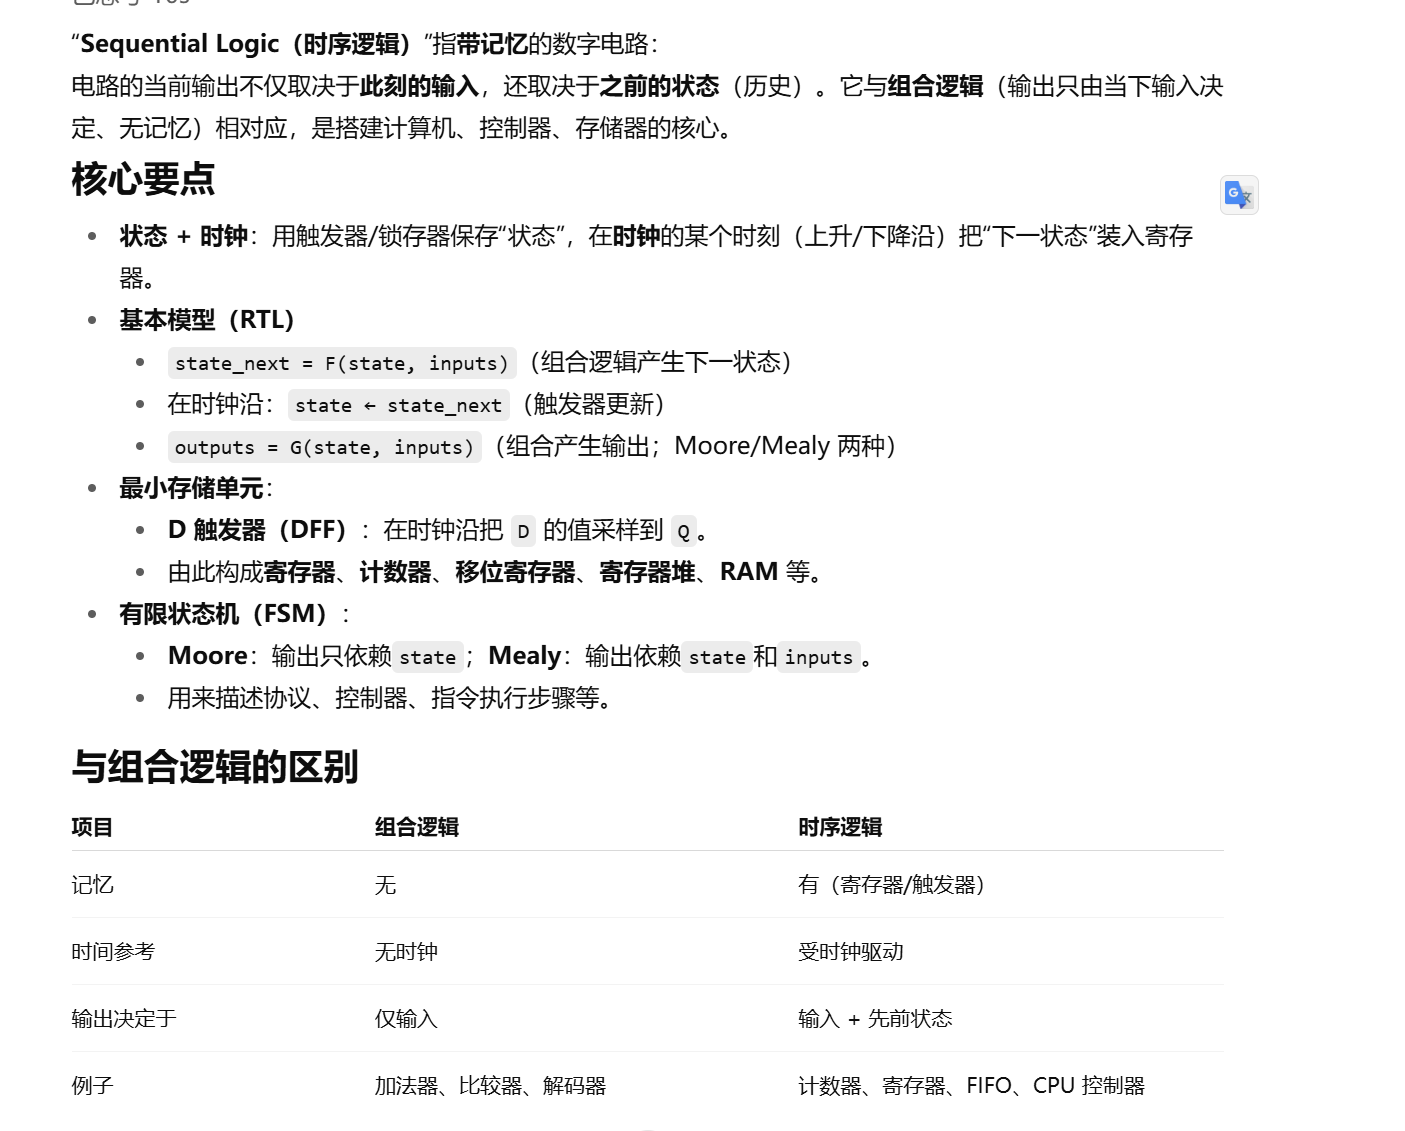 “Sequential Logic（时序逻辑）”指带记忆的数字电路：
电路的当前输出不仅取决于此刻的输入，还取决于之前的状态（历史）。它与组合逻辑（输出只由当下输入决
定、无记忆）相对应，是搭建计算机、控制器、存储器的核心。
核心要点
• 状态 + 时钟：用触发器/锁存器保存“状态”，在时钟的某个时刻（上升/下降沿）把“下一状态”装入寄存
器。
• 基本模型（RTL）
• state_next = F(state, inputs)（组合逻辑产生下一状态）
• 在时钟沿：state ← state_next（触发器更新）
• outputs = G(state, inputs)（组合产生输出；Moore/Mealy 两种）
• 最小存储单元：
• D 触发器（DFF）：在时钟沿把 D 的值采样到 Q。
• 由此构成寄存器、计数器、移位寄存器、寄存器堆、RAM 等。
• 有限状态机（FSM）：
• Moore：输出只依赖state；Mealy：输出依赖state和inputs。
• 用来描述协议、控制器、指令执行步骤等。
与组合逻辑的区别
项目 组合逻辑 时序逻辑
记忆 无 有（寄存器/触发器）
时间参考 无时钟 受时钟驱动
输出决定于 仅输入 输入 + 先前状态
例子 加法器、比较器、解码器 计数器、寄存器、FIFO、CPU 控制器